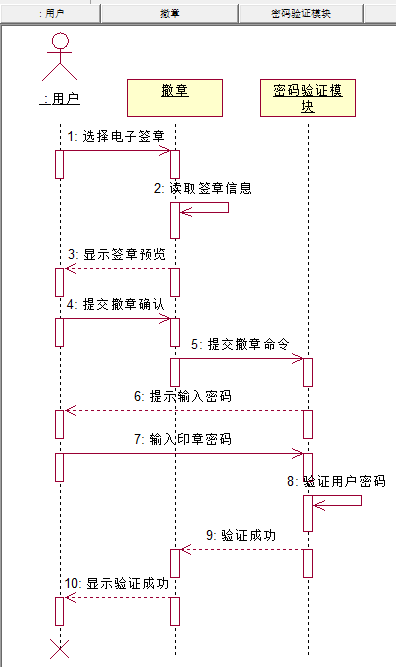 : 用户
撤章
密码验证模块
: 用户
撤章
密码验证模
块
1: 选择电子签章
2: 读取签章信息
3: 显示签章预览
4: 提交撤章确认
5: 提交撤章命令
6: 提示输入密码
7: 输入印章密码
8: 验证用户密码
9: 验证成功
10: 显示验证成功